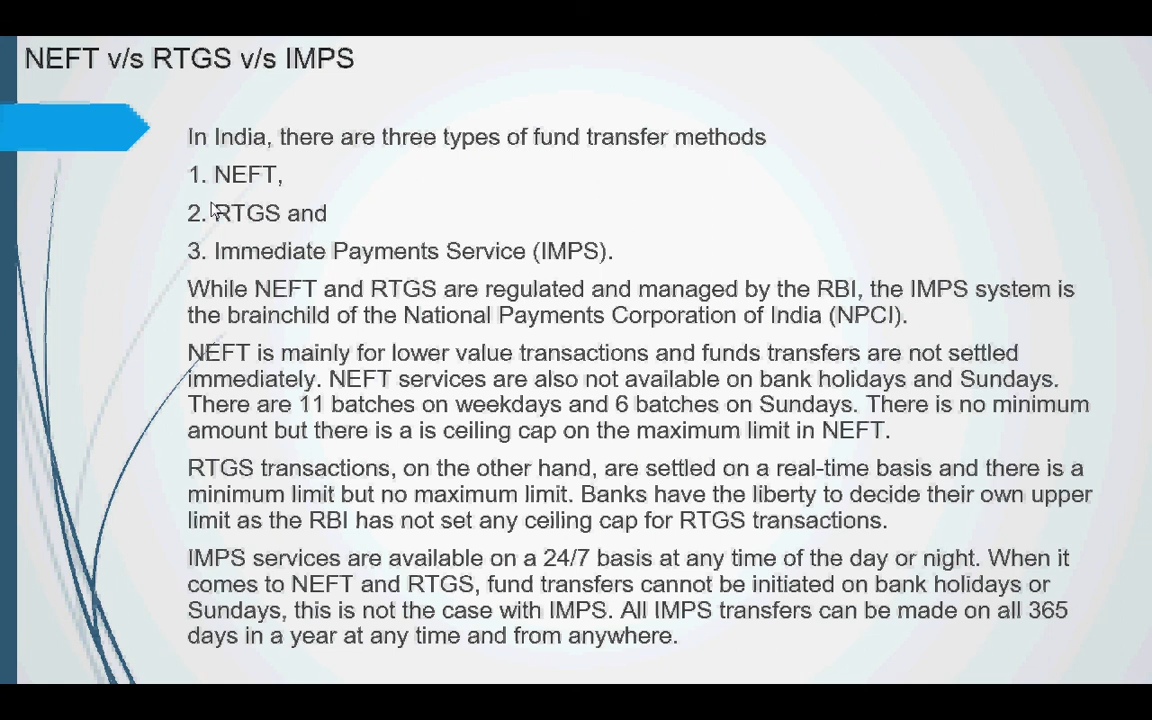 NEFT v/s RTGS v/s IMPS
In India, there are three types of fund transfer methods
1. NEFT,
2. RTGS and
3. Immediate Payments Service (IMPS).
While NEFT and RTGS are regulated and managed by the RBI, the IMPS system is
the brainchild of the National Payments Corporation of India (NPCI).
NEFT is mainly for lower value transactions and funds transfers are not settled
immediately. NEFT services are also not available on bank holidays and Sundays.
There are 11 batches on weekdays and 6 batches on Sundays. There is no minimum
amount but there is a is ceiling cap on the maximum limit in NEFT.
RTGS transactions, on the other hand, are settled on a real-time basis and there is a
minimum limit but no maximum limit. Banks have the liberty to decide their own upper
limit as the RBI has not set any ceiling cap for RTGS transactions.
IMPS services are available on a 24/7 basis at any time of the day or night. When it
comes to NEFT and RTGS, fund transfers cannot be initiated on bank holidays or
Sundays, this is not the case with IMPS. All IMPS transfers can be made on all 365
days in a year at any time and from anywhere.